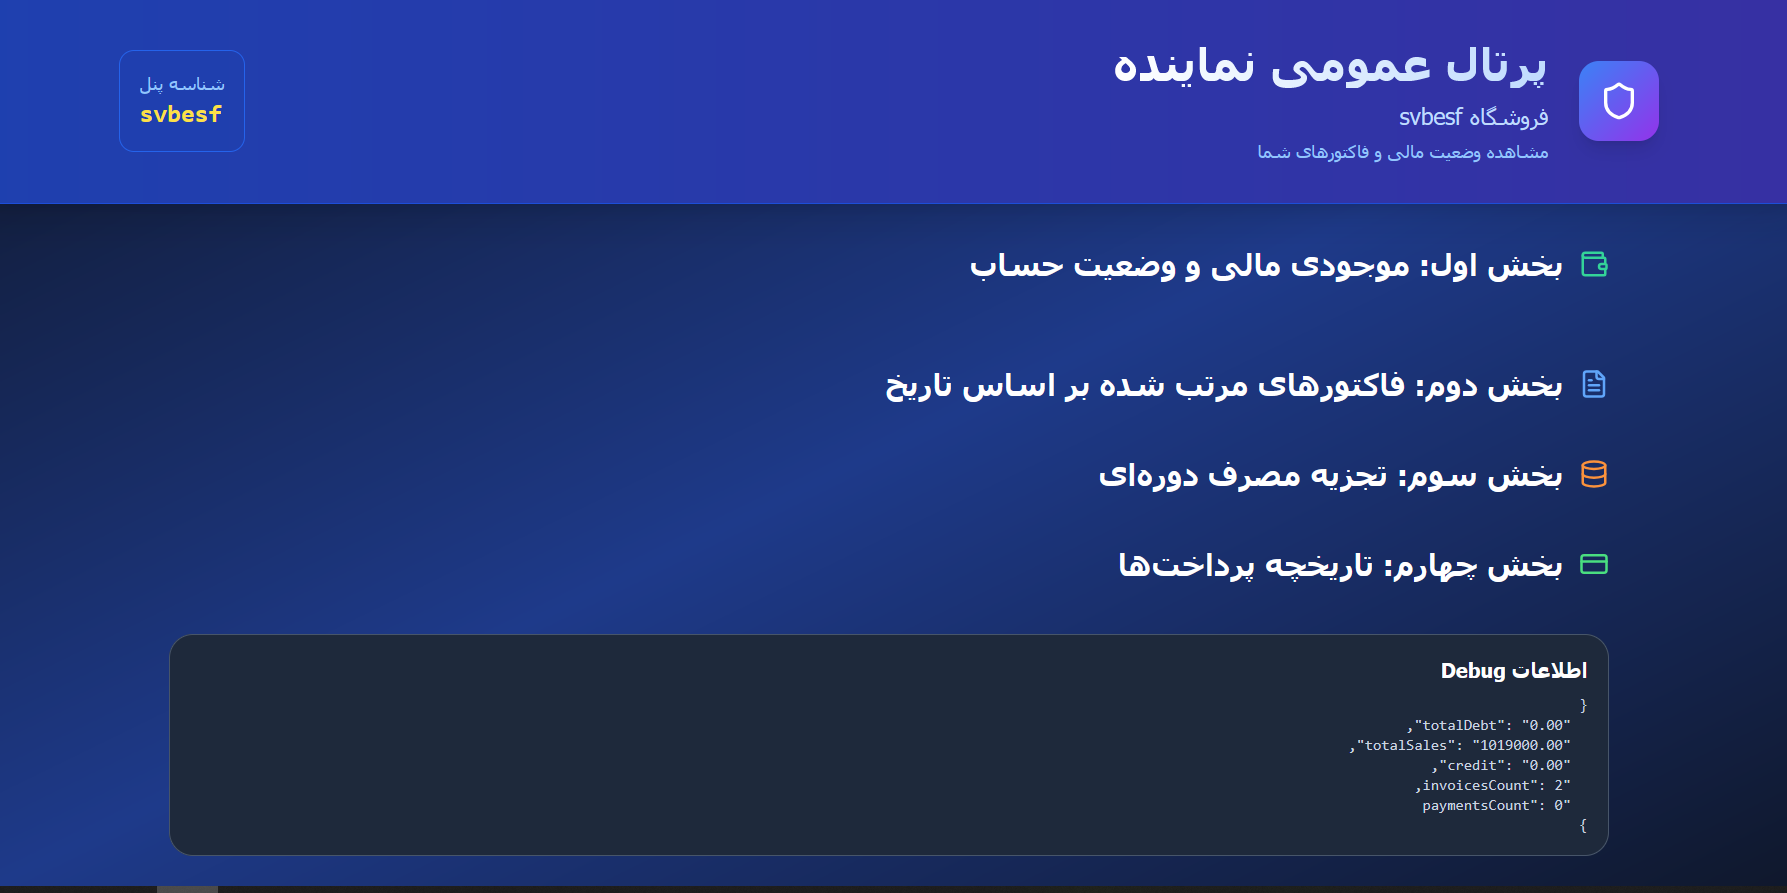 پرتال عمومی نماینده
فروشگاه svbesf
مشاهده وضعیت مالی و فاکتورهای شما
شناسه پنل
svbesf
بخش اول: موجودی مالی و وضعیت حساب
بخش دوم: فاکتورهای مرتب شده بر اساس تاریخ
بخش سوم: تجزیه مصرف دوره‌ای
بخش چهارم: تاریخچه پرداخت‌ها
اطلاعات Debug
{
"totalDebt": "0.00",
"totalSales": "1019000.00",
"credit": "0.00",
"invoicesCount": 2,
"paymentsCount": 0
}